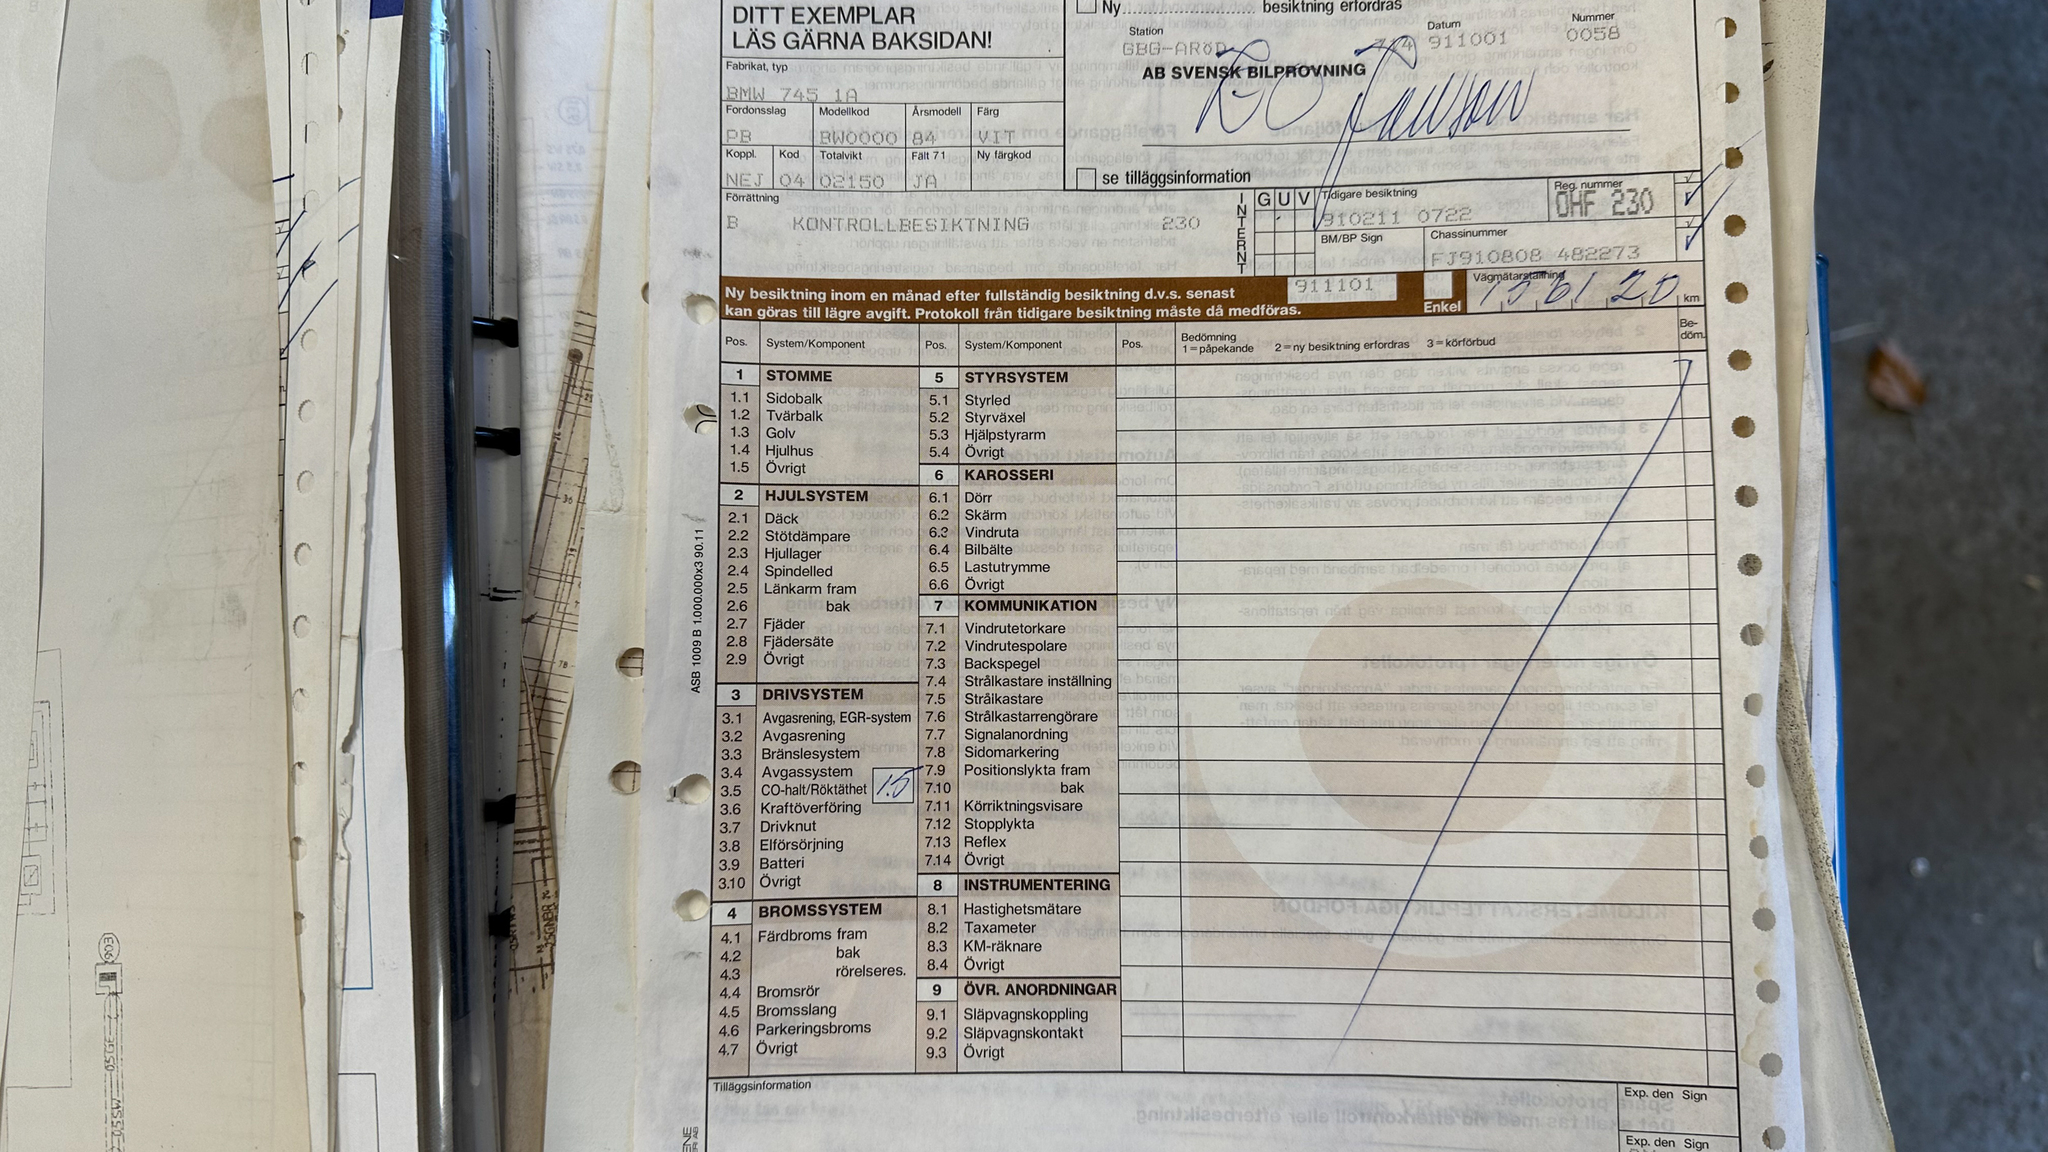 DITT EXEMPLAR
LÄS GÄRNA BAKSIDAN!
Ny besiktning erfordras
Station
GBG-ARÖD
714
Datum
911001
Nummer
0058
AB SVENSK BILPROVNING
Fabrikat, typ
BMW 745 1A
Fordonsslag Modellkod Årsmodell Färg
PB BW0000 84 VIT
Koppl. Kod Totalvikt Fält 71 Ny färgkod
NEJ 04 02150 JA
se tilläggsinformation
Förrättning
B KONTROLLBESIKTNING 230
INTERNT
G U V
Tidigare besiktning
910211 0722
Reg. nummer
OHF 230
BM/BP Sign
Chassinummer
FJ910808 482273
Ny besiktning inom en månad efter fullständig besiktning d.v.s. senast 911101
kan göras till lägre avgift. Protokoll från tidigare besiktning måste då medföras.
Enkel
Vägmätarställning
156120 km
Pos. System/Komponent Pos. System/Komponent Pos. Bedömning
1 = påpekande 2 = ny besiktning erfordras 3 = körförbud
Be-
döm.
1 STOMME
1.1 Sidobalk
1.2 Tvärbalk
1.3 Golv
1.4 Hjulhus
1.5 Övrigt
2 HJULSYSTEM
2.1 Däck
2.2 Stötdämpare
2.3 Hjullager
2.4 Spindelled
2.5 Länkarm fram
2.6 bak
2.7 Fjäder
2.8 Fjädersäte
2.9 Övrigt
3 DRIVSYSTEM
3.1 Avgasrening, EGR-system
3.2 Avgasrening
3.3 Bränslesystem
3.4 Avgassystem
3.5 CO-halt/Röktäthet 1.5
3.6 Kraftöverföring
3.7 Drivknut
3.8 Elförsörjning
3.9 Batteri
3.10 Övrigt
4 BROMSSYSTEM
4.1 Färdbroms fram
4.2 bak
4.3 rörelseres.
4.4 Bromsrör
4.5 Bromsslang
4.6 Parkeringsbroms
4.7 Övrigt
5 STYRSYSTEM
5.1 Styrled
5.2 Styrväxel
5.3 Hjälpstyrarm
5.4 Övrigt
6 KAROSSERI
6.1 Dörr
6.2 Skärm
6.3 Vindruta
6.4 Bilbälte
6.5 Lastutrymme
6.6 Övrigt
7 KOMMUNIKATION
7.1 Vindrutetorkare
7.2 Vindrutespolare
7.3 Backspegel
7.4 Strålkastare inställning
7.5 Strålkastare
7.6 Strålkastarrengörare
7.7 Signalanordning
7.8 Sidomarkering
7.9 Positionslykta fram
7.10 bak
7.11 Körriktningsvisare
7.12 Stopplykta
7.13 Reflex
7.14 Övrigt
8 INSTRUMENTERING
8.1 Hastighetsmätare
8.2 Taxameter
8.3 KM-räknare
8.4 Övrigt
9 ÖVR. ANORDNINGAR
9.1 Släpvagnskoppling
9.2 Släpvagnskontakt
9.3 Övrigt
Tilläggsinformation
Exp. den Sign
Exp. den Sign
ASB 1009 B 1.000.000x3 90.11